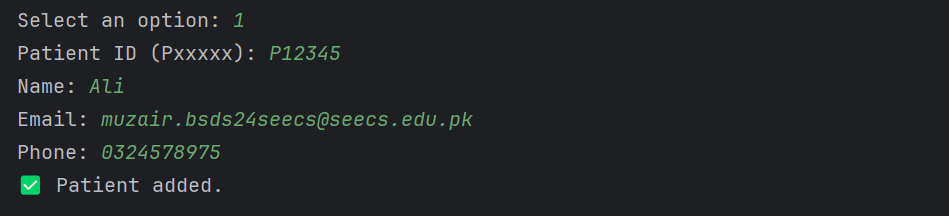 Select an option: 1
Patient ID (Pxxxxx): P12345
Name: Ali
Email: muzair.bsds24seecs@seecs.edu.pk
Phone: 0324578975
✅ Patient added.